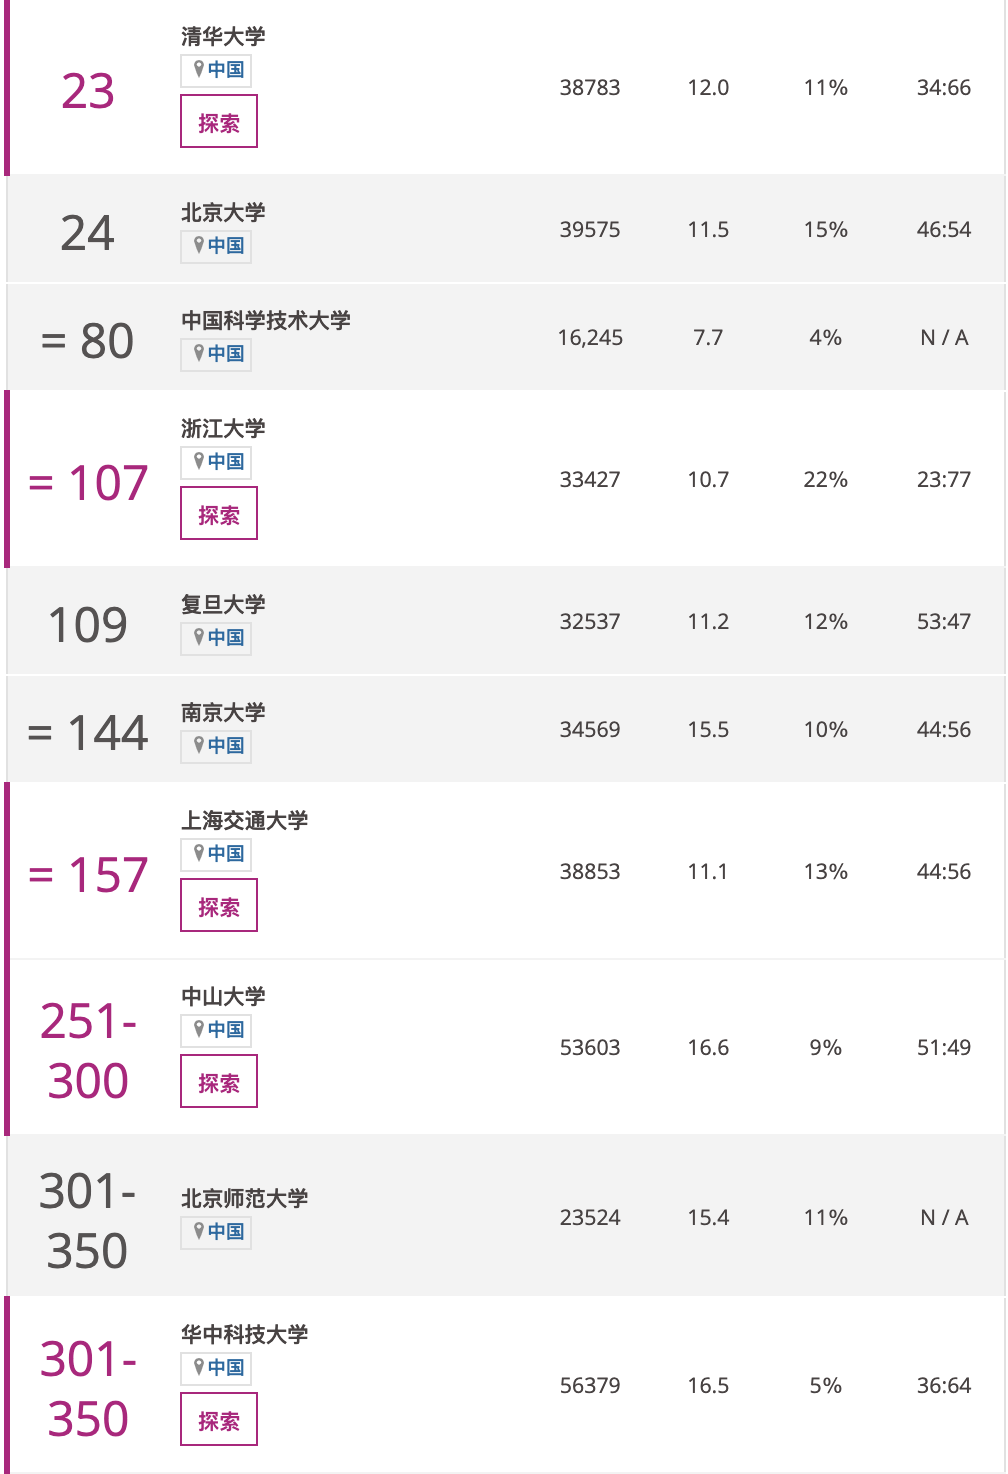 清华大学
中国
23 38783 12.0 11% 34:66
探索
北京大学
24 39575 11.5 15% 46:54
中国
中国科学技术大学
= 80 16,245 7.7 4% N / A
中国
浙江大学
中国
= 107 33427 10.7 22% 23:77
探索
复旦大学
109 32537 11.2 12% 53:47
中国
南京大学
= 144 34569 15.5 10% 44:56
中国
上海交通大学
中国
= 157 38853 11.1 13% 44:56
探索
中山大学
251-
中国
53603 16.6 9% 51:49
300
探索
301-
北京师范大学
23524 15.4 11% N / A
中国
350
华中科技大学
301-
中国
56379 16.5 5% 36:64
350
探索